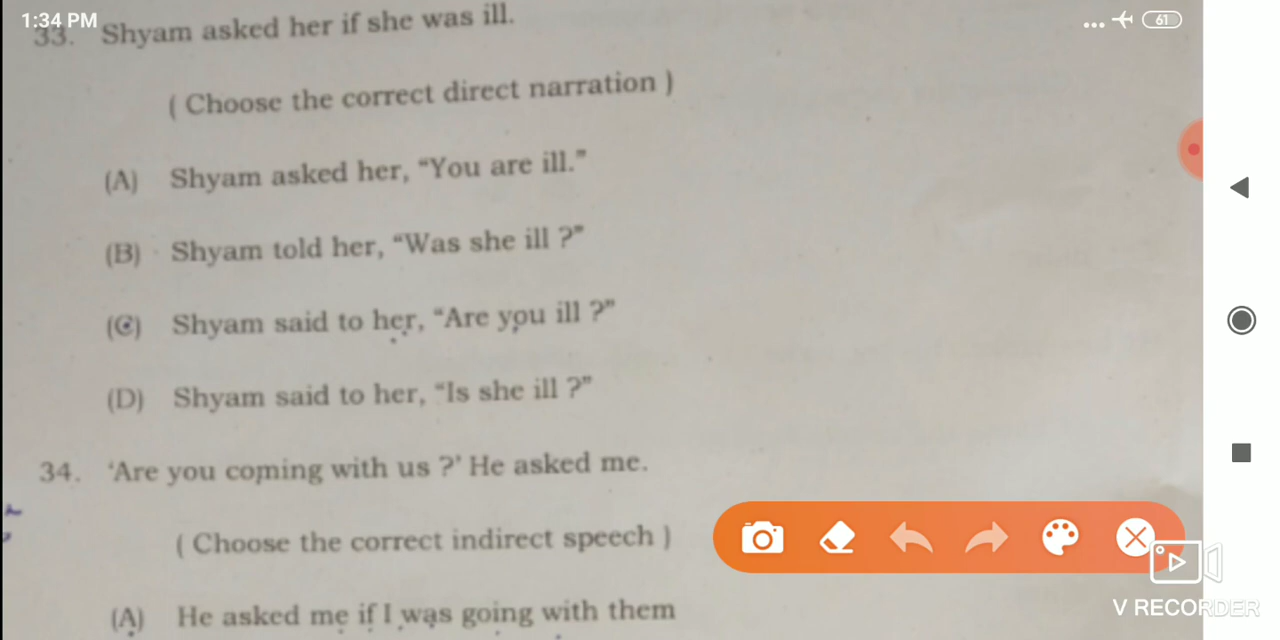 1:34 PM
61
33. Shyam asked her if she was ill.
( Choose the correct direct narration )
(A) Shyam asked her, “You are ill.”
(B) Shyam told her, “Was she ill ?”
(C) Shyam said to her, “Are you ill ?”
(D) Shyam said to her, “Is she ill ?”
34. ‘Are you coming with us ?’ He asked me.
( Choose the correct indirect speech )
(A) He asked me if I was going with them
V RECORDER